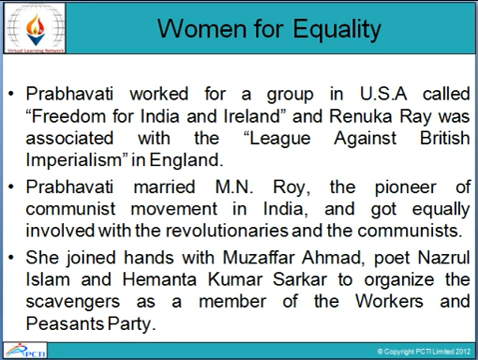 Virtual Learning Network
Women for Equality
• Prabhavati worked for a group in U.S.A called
“Freedom for India and Ireland” and Renuka Ray was
associated with the “League Against British
Imperialism” in England.
• Prabhavati married M.N. Roy, the pioneer of
communist movement in India, and got equally
involved with the revolutionaries and the communists.
• She joined hands with Muzaffar Ahmad, poet Nazrul
Islam and Hemanta Kumar Sarkar to organize the
scavengers as a member of the Workers and
Peasants Party.
PCTI
© Copyright PCTI Limited 2012